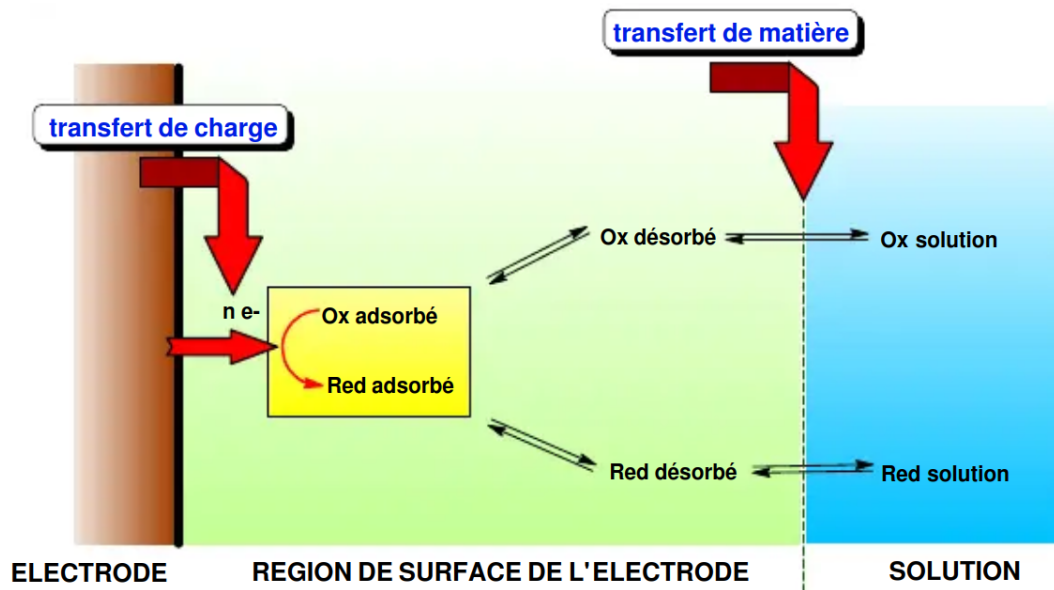 transfert de matière
transfert de charge
Ox désorbé
Ox solution
n e-
Ox adsorbé
Red adsorbé
Red désorbé
Red solution
ELECTRODE
REGION DE SURFACE DE L'ELECTRODE
SOLUTION